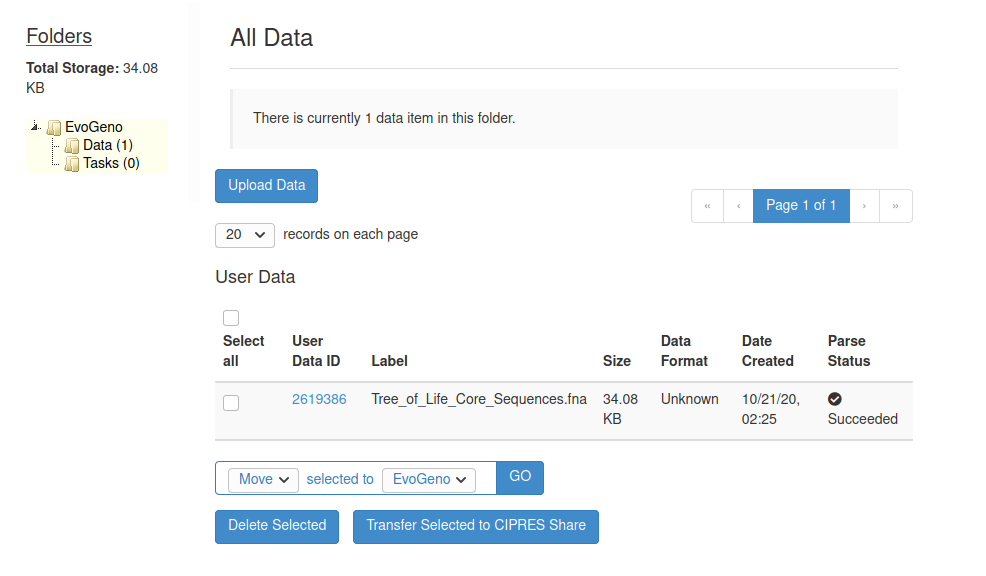 Folders
Total Storage: 34.08
KB
EvoGeno
Data (1)
Tasks (0)
All Data
There is currently 1 data item in this folder.
Upload Data
« ‹ Page 1 of 1 › »
20 records on each page
User Data
Select all
User Data ID
Label
Size
Data Format
Date Created
Parse Status
2619386
Tree_of_Life_Core_Sequences.fna
34.08 KB
Unknown
10/21/20, 02:25
Succeeded
Move selected to EvoGeno GO
Delete Selected Transfer Selected to CIPRES Share